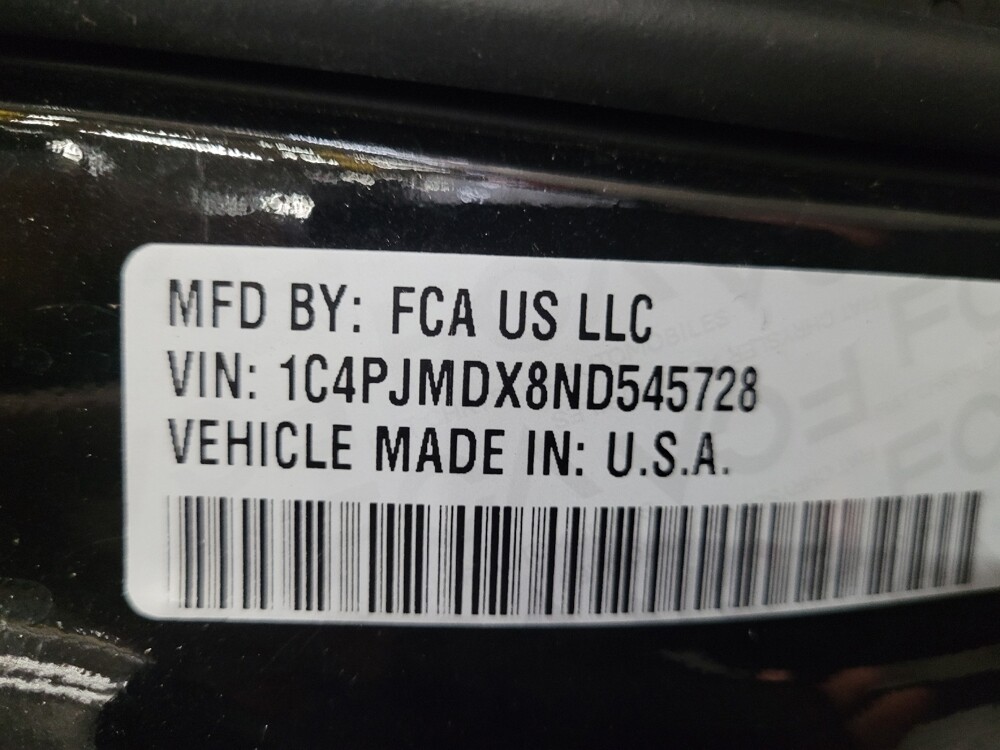 MFD BY: FCA US LLC
VIN: 1C4PJMDX8ND545728
VEHICLE MADE IN: U.S.A.